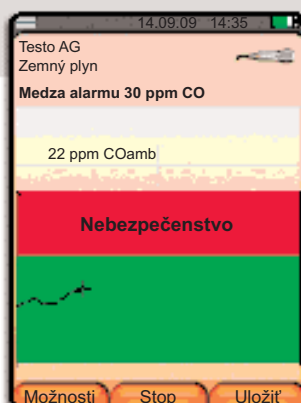 14.09.09 14:35
Testo AG
Zemný plyn
Medza alarmu 30 ppm CO
22 ppm COamb
Nebezpečenstvo
Možnosti Stop Uložiť